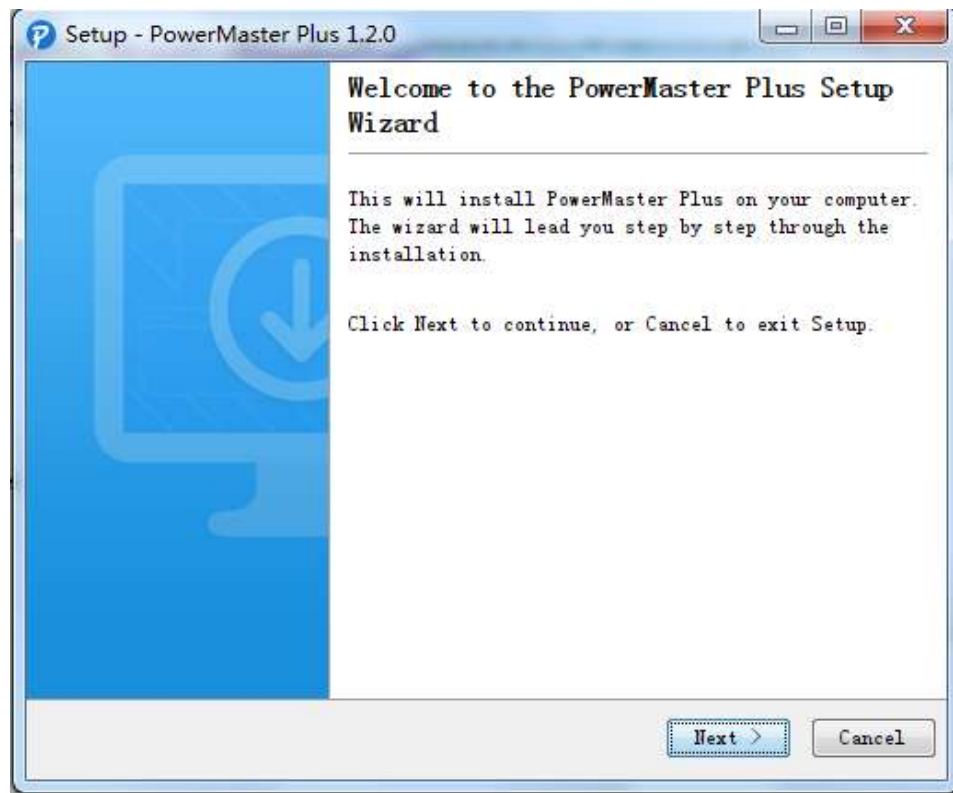 Setup - PowerMaster Plus 1.2.0
Welcome to the PowerMaster Plus Setup
Wizard
This will install PowerMaster Plus on your computer.
The wizard will lead you step by step through the
installation.
Click Next to continue, or Cancel to exit Setup.
Next >
Cancel